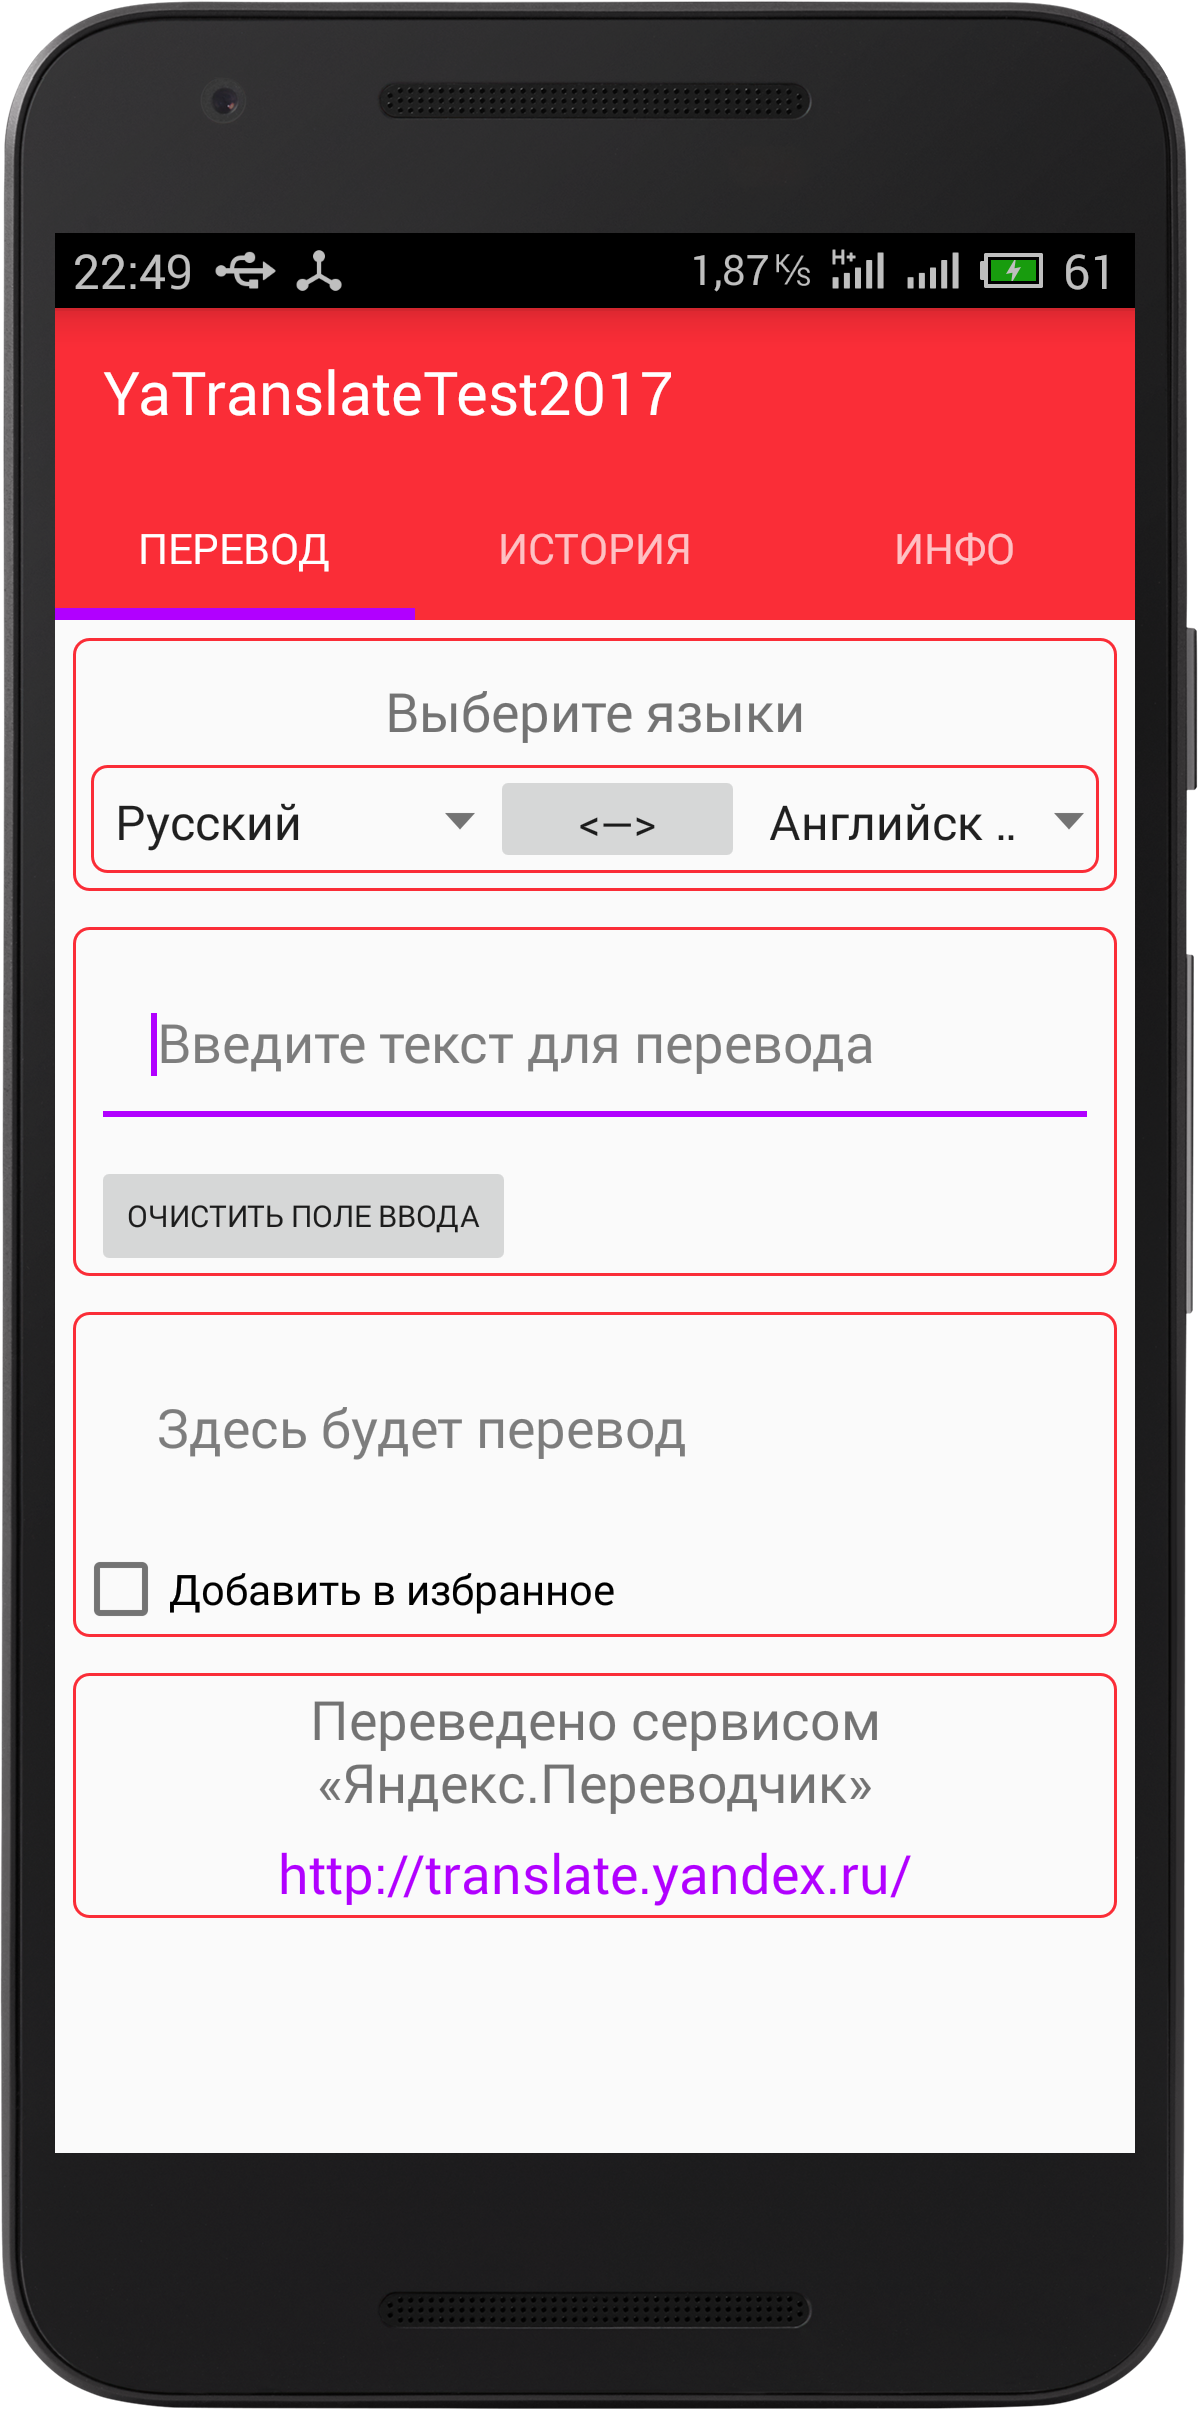 22:49 1,87 K/s H+ 61
YaTranslateTest2017
ПЕРЕВОД ИСТОРИЯ ИНФО
Выберите языки
Русский <—> Английск ..
Введите текст для перевода
ОЧИСТИТЬ ПОЛЕ ВВОДА
Здесь будет перевод
Добавить в избранное
Переведено сервисом
«Яндекс.Переводчик»
http://translate.yandex.ru/